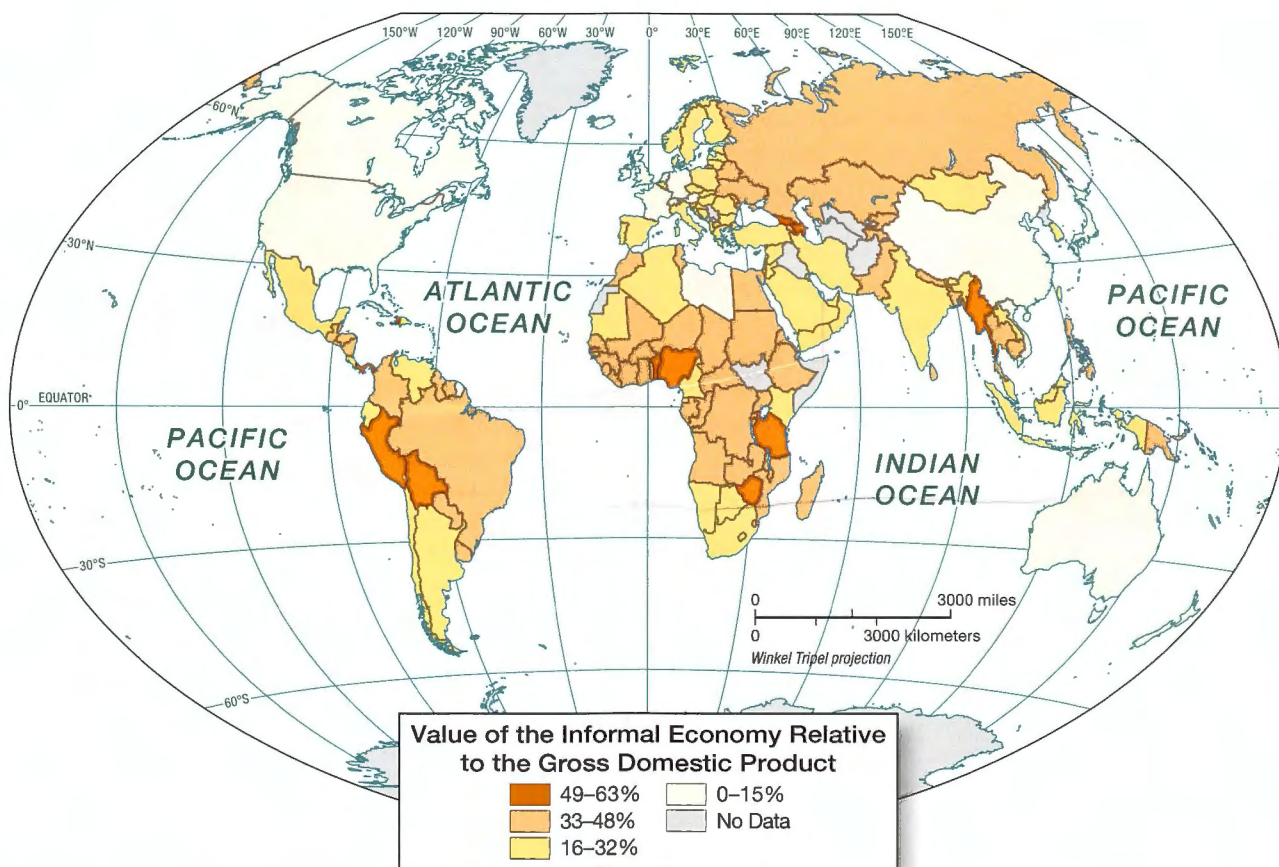 150°W 120°W 90°W 60°W 30°W 0° 30°E 60°E 90°E 120°E 150°E
60°N
30°N
ATLANTIC
OCEAN
PACIFIC
OCEAN
0° EQUATOR
PACIFIC
OCEAN
INDIAN
OCEAN
30°S
0 3000 miles
0 3000 kilometers
Winkel Tripel projection
60°S
Value of the Informal Economy Relative
to the Gross Domestic Product
49–63% 0–15%
33–48% No Data
16–32%